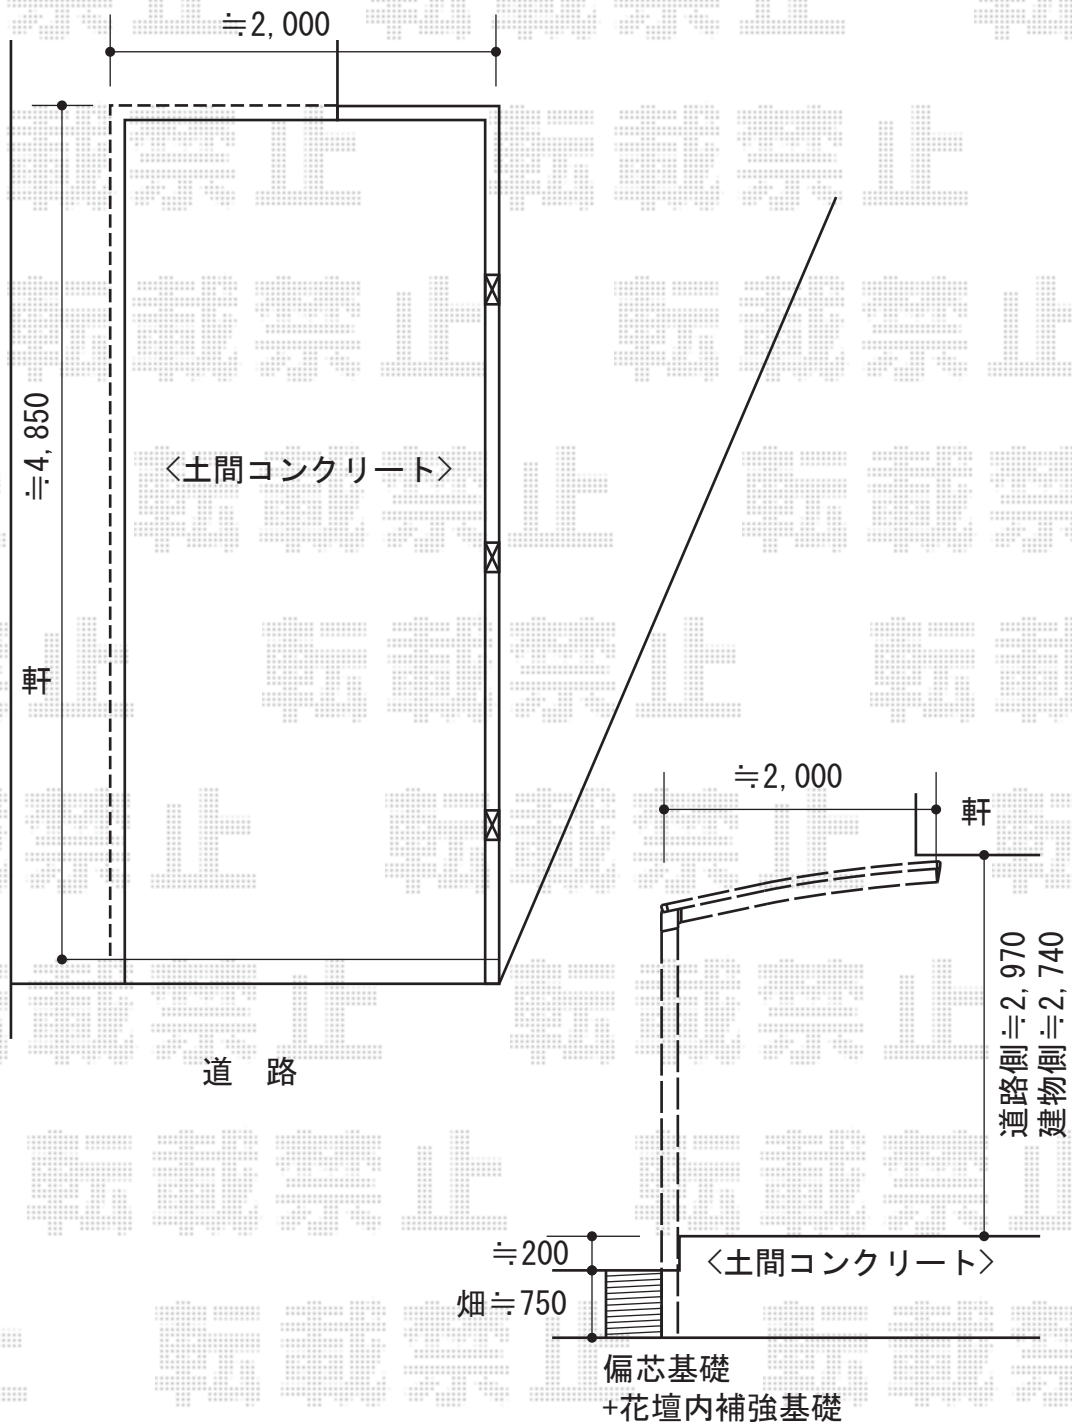 ≒2,000
≒4,850
〈土間コンクリート〉
軒
道 路
≒2,000
軒
道路側≒2,970
建物側≒2,740
≒200
畑≒750
〈土間コンクリート〉
偏芯基礎
+花壇内補強基礎
転載禁止